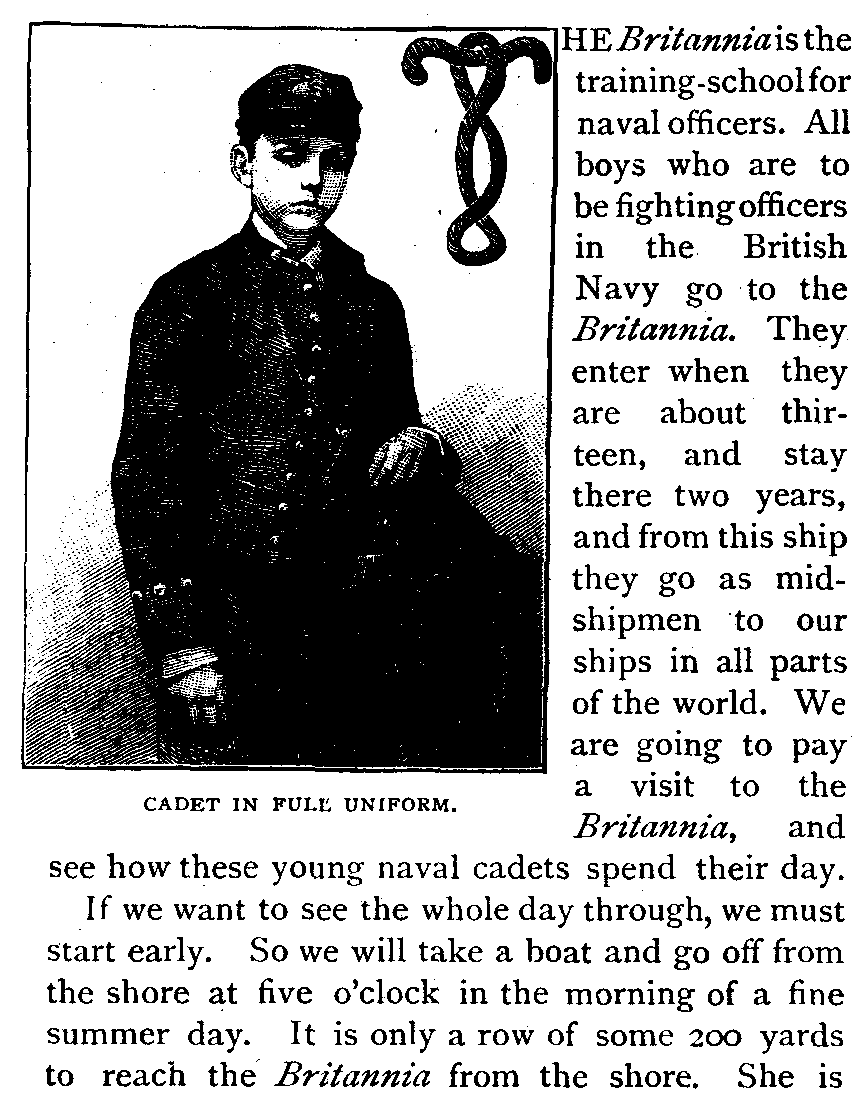 THE Britannia is the
training-school for
naval officers. All
boys who are to
be fighting officers
in the British
Navy go to the
Britannia. They
enter when they
are about thir-
teen, and stay
there two years,
and from this ship
they go as mid-
shipmen to our
ships in all parts
of the world. We
are going to pay
a visit to the
Britannia, and
CADET IN FULL UNIFORM.
see how these young naval cadets spend their day.
If we want to see the whole day through, we must
start early. So we will take a boat and go off from
the shore at five o'clock in the morning of a fine
summer day. It is only a row of some 200 yards
to reach the Britannia from the shore. She is